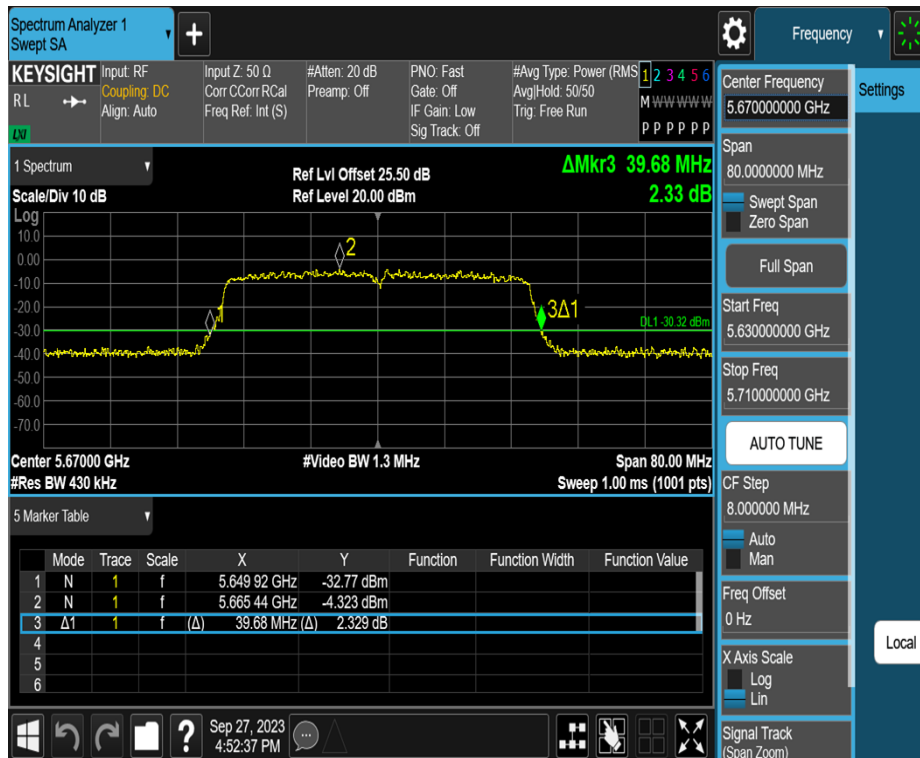 Spectrum Analyzer 1
Swept SA
+
Frequency
KEYSIGHT
RL
LXI
Input: RF
Coupling: DC
Align: Auto
Input Z: 50 Ω
Corr CCorr RCal
Freq Ref: Int (S)
#Atten: 20 dB
Preamp: Off
PNO: Fast
Gate: Off
IF Gain: Low
Sig Track: Off
#Avg Type: Power (RMS
Avg|Hold: 50/50
Trig: Free Run
1 2 3 4 5 6
M W W W W W
P P P P P P
1 Spectrum
Scale/Div 10 dB
Ref Lvl Offset 25.50 dB
Ref Level 20.00 dBm
ΔMkr3 39.68 MHz
2.33 dB
Log
10.0
0.00
-10.0
-20.0
-30.0
-40.0
-50.0
-60.0
-70.0
1
2
3Δ1
DL1 -30.32 dBm
Center 5.67000 GHz
#Res BW 430 kHz
#Video BW 1.3 MHz
Span 80.00 MHz
Sweep 1.00 ms (1001 pts)
5 Marker Table
Mode Trace Scale X Y Function Function Width Function Value
1 N 1 f 5.649 92 GHz -32.77 dBm
2 N 1 f 5.665 44 GHz -4.323 dBm
3 Δ1 1 f (Δ) 39.68 MHz (Δ) 2.329 dB
4
5
6
?
Sep 27, 2023
4:52:37 PM
Center Frequency
5.670000000 GHz
Span
80.0000000 MHz
Swept Span
Zero Span
Full Span
Start Freq
5.630000000 GHz
Stop Freq
5.710000000 GHz
AUTO TUNE
CF Step
8.000000 MHz
Auto
Man
Freq Offset
0 Hz
X Axis Scale
Log
Lin
Signal Track
(Span Zoom)
Settings
Local